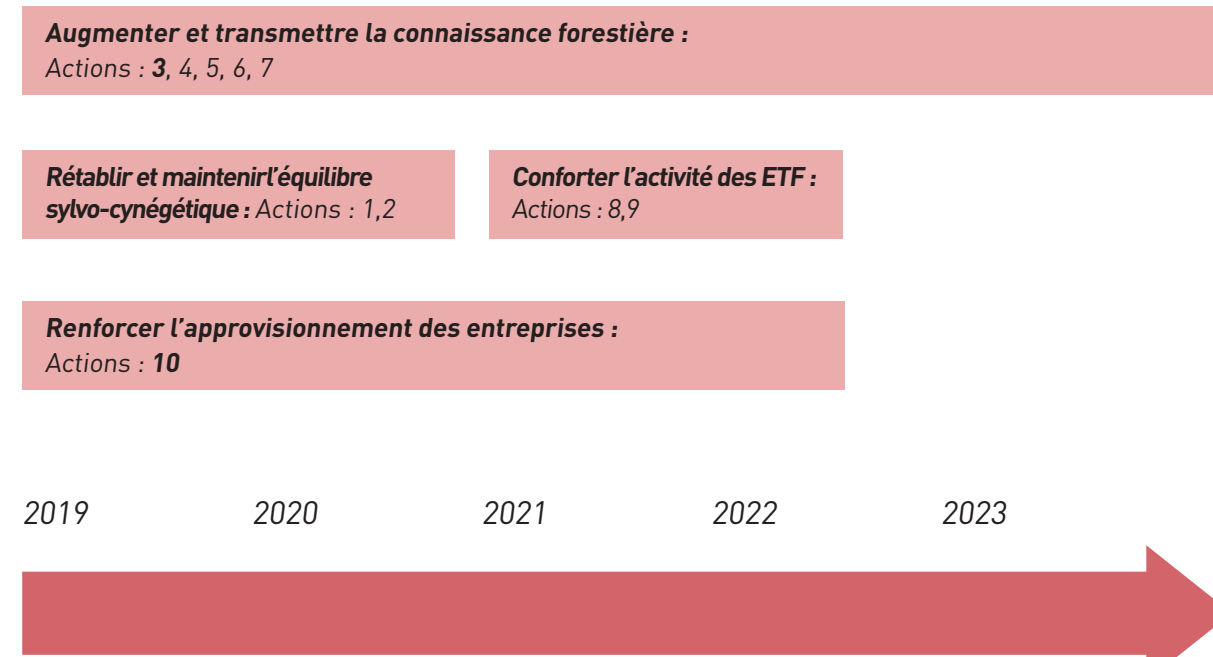 Augmenter et transmettre la connaissance forestière :
Actions : 3, 4, 5, 6, 7
Rétablir et maintenirl’équilibre
sylvo-cynégétique : Actions : 1,2
Conforter l’activité des ETF :
Actions : 8,9
Renforcer l’approvisionnement des entreprises :
Actions : 10
2019 2020 2021 2022 2023